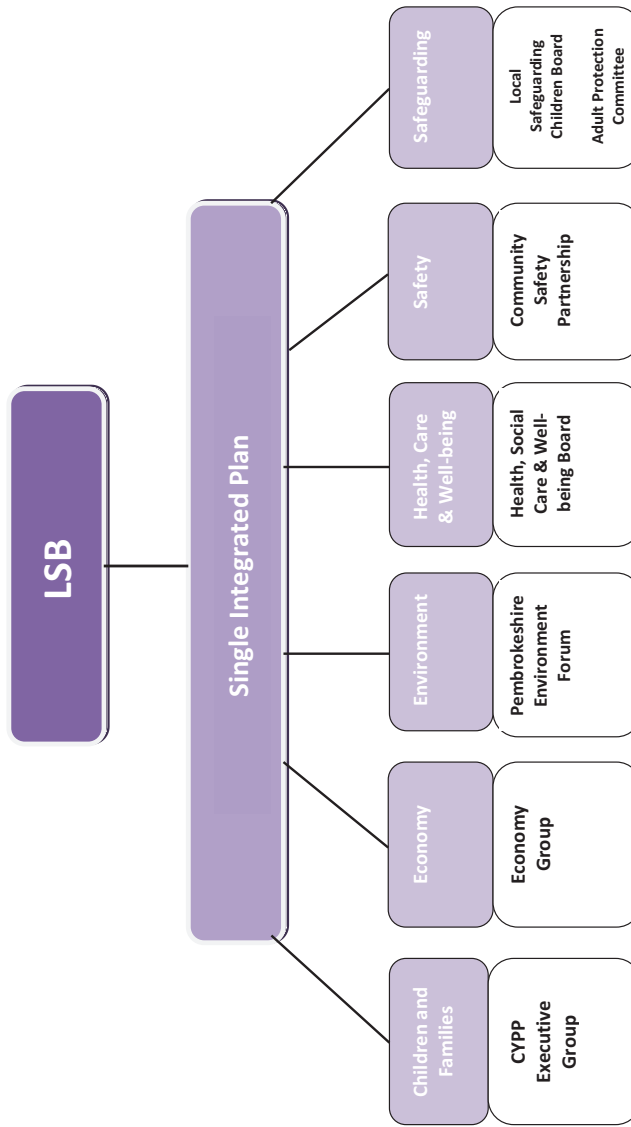 LSB
Single Integrated Plan
Children and
Families
CYPP
Executive
Group
Economy
Economy
Group
Environment
Pembrokeshire
Environment
Forum
Health, Care
& Well-being
Health, Social
Care & Well-
being Board
Safety
Community
Safety
Partnership
Safeguarding
Local
Safeguarding
Children Board
Adult Protection
Committee